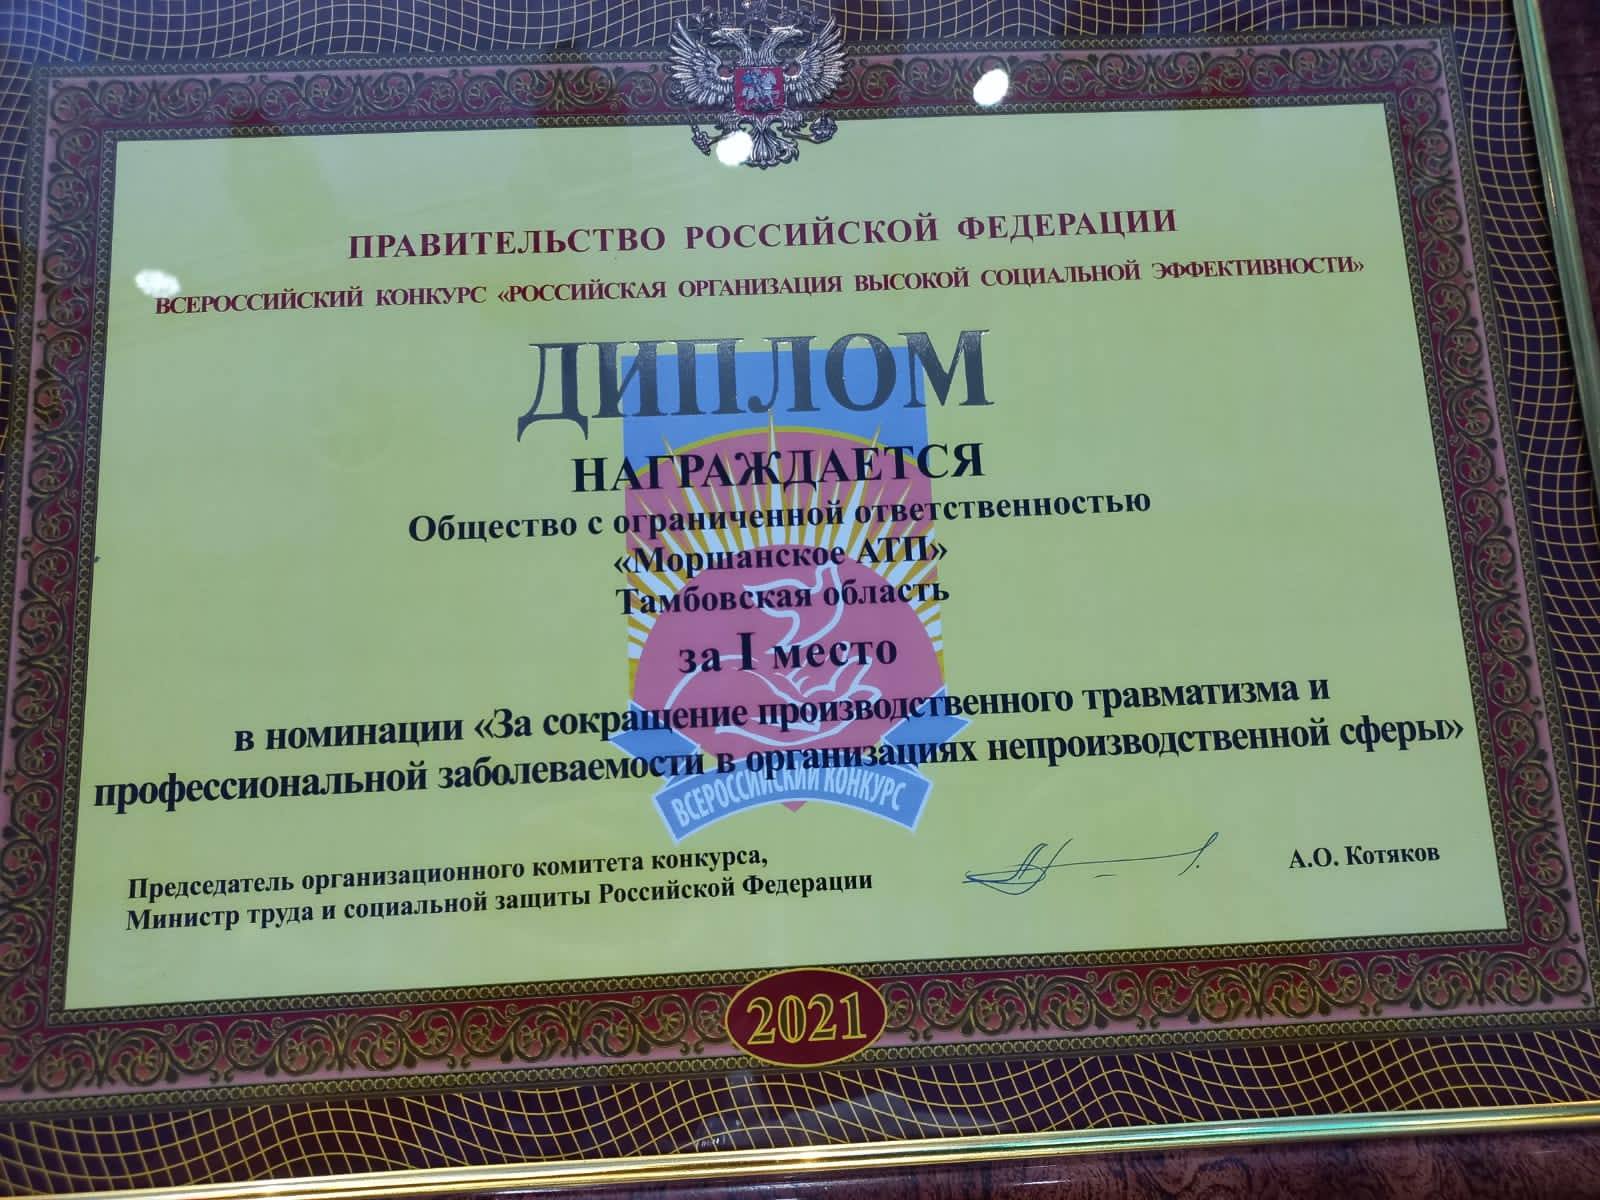 ПРАВИТЕЛЬСТВО РОССИЙСКОЙ ФЕДЕРАЦИИ
ВСЕРОССИЙСКИЙ КОНКУРС «РОССИЙСКАЯ ОРГАНИЗАЦИЯ ВЫСОКОЙ СОЦИАЛЬНОЙ ЭФФЕКТИВНОСТИ»
ДИПЛОМ
НАГРАЖДАЕТСЯ
Общество с ограниченной ответственностью
«Моршанское АТП»
Тамбовская область
за I место
в номинации «За сокращение производственного травматизма и
профессиональной заболеваемости в организациях непроизводственной сферы»
ВСЕРОССИЙСКИЙ КОНКУРС
Председатель организационного комитета конкурса,
Министр труда и социальной защиты Российской Федерации
А.О. Котяков
2021